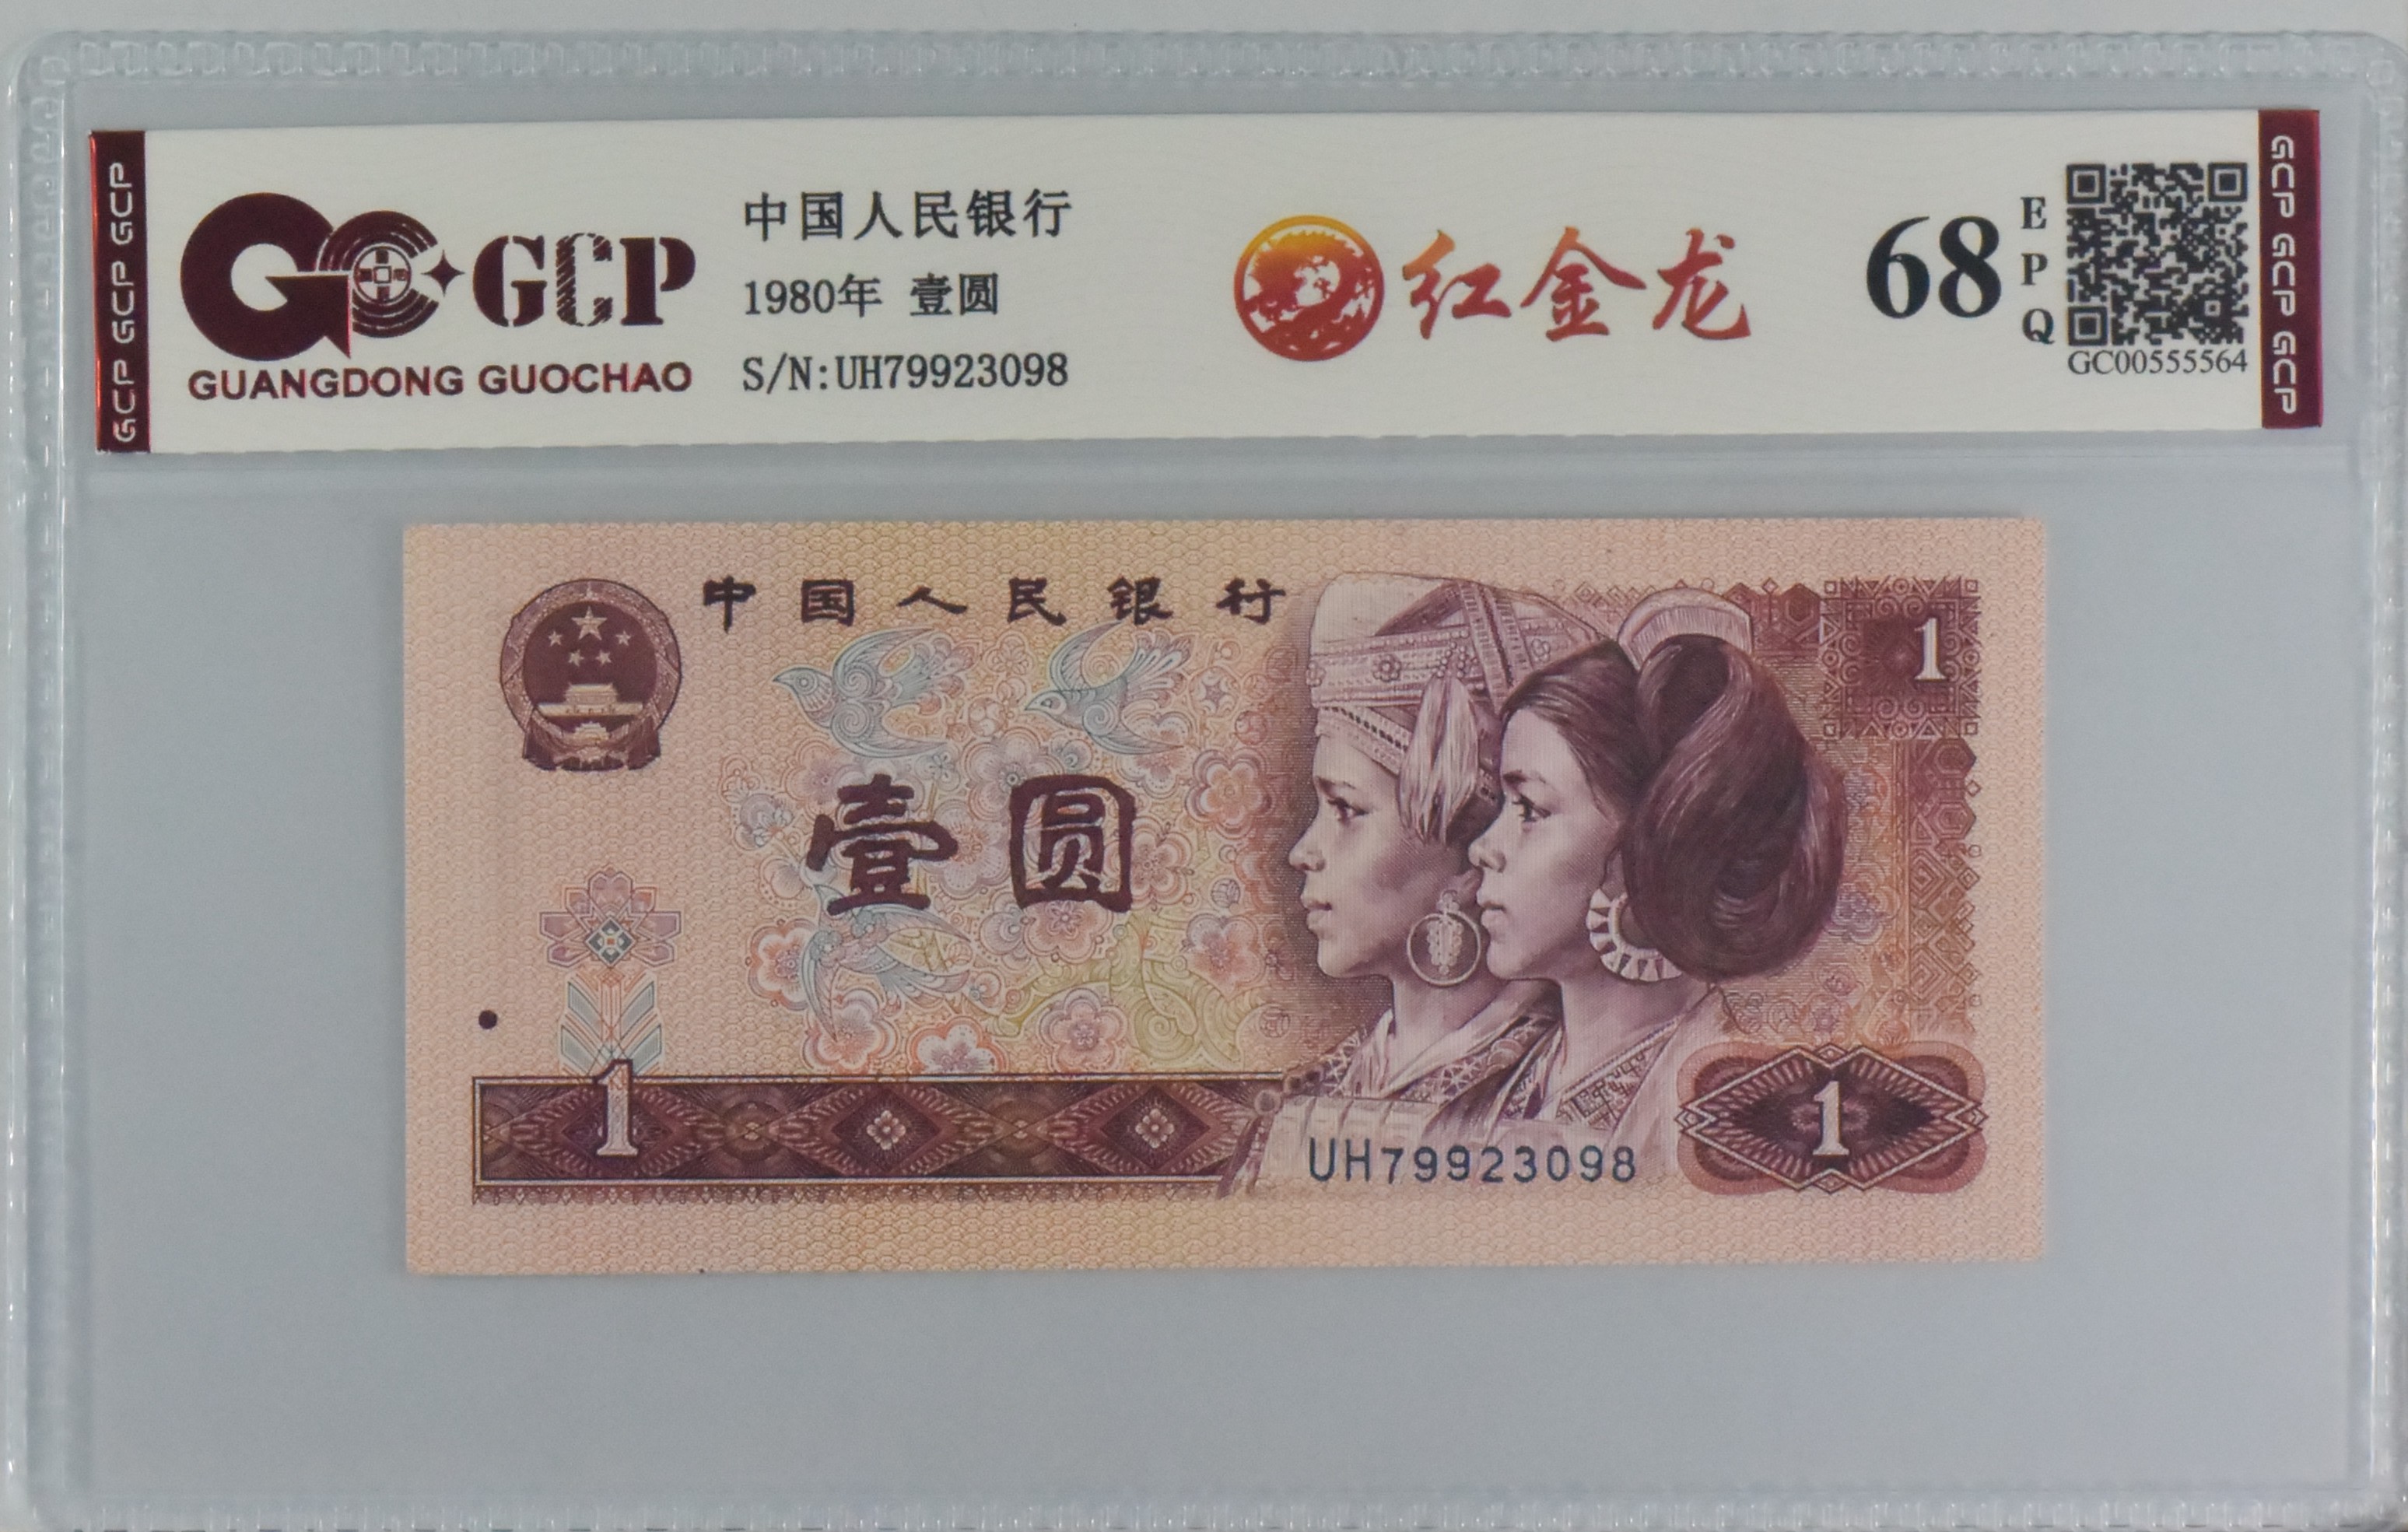 GCP GCP GCP
GCP
GUANGDONG GUOCHAO
中国人民银行
1980年 壹圆
S/N:UH79923098
红金龙
68
E
P
Q
GC00555564
GCP GCP GCP
中国人民银行
1
壹圆
1
1
UH79923098